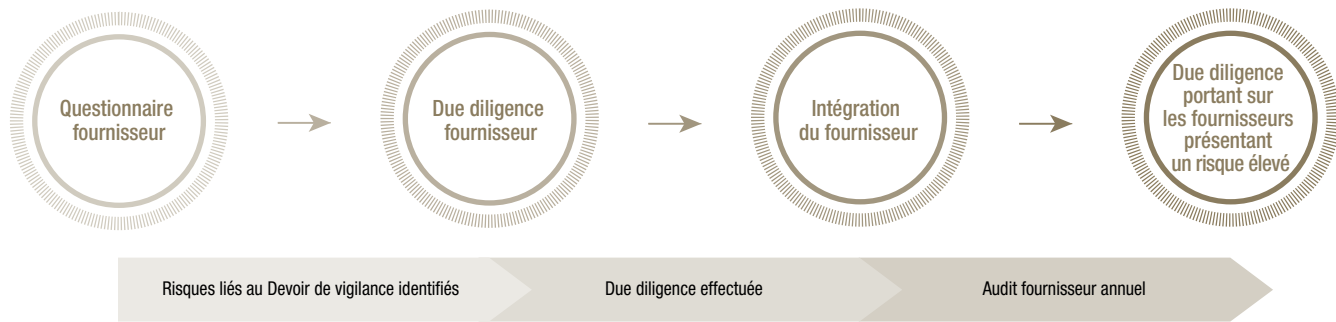 Questionnaire
fournisseur
Due diligence
fournisseur
Intégration
du fournisseur
Due diligence
portant sur
les fournisseurs
présentant
un risque élevé
Risques liés au Devoir de vigilance identifiés
Due diligence effectuée
Audit fournisseur annuel